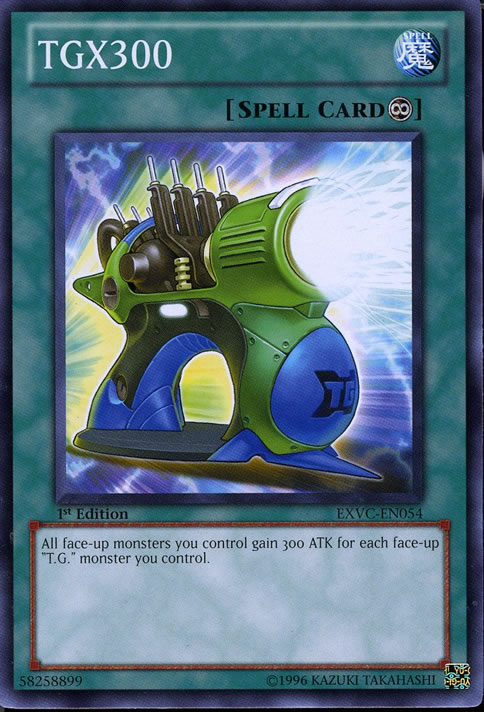 TGX300
SPELL
魔
[SPELL CARD]
TG
1st Edition
EXVC-EN054
All face-up monsters you control gain 300 ATK for each face-up
"T.G." monster you control.
58258899
©1996 KAZUKI TAKAHASHI